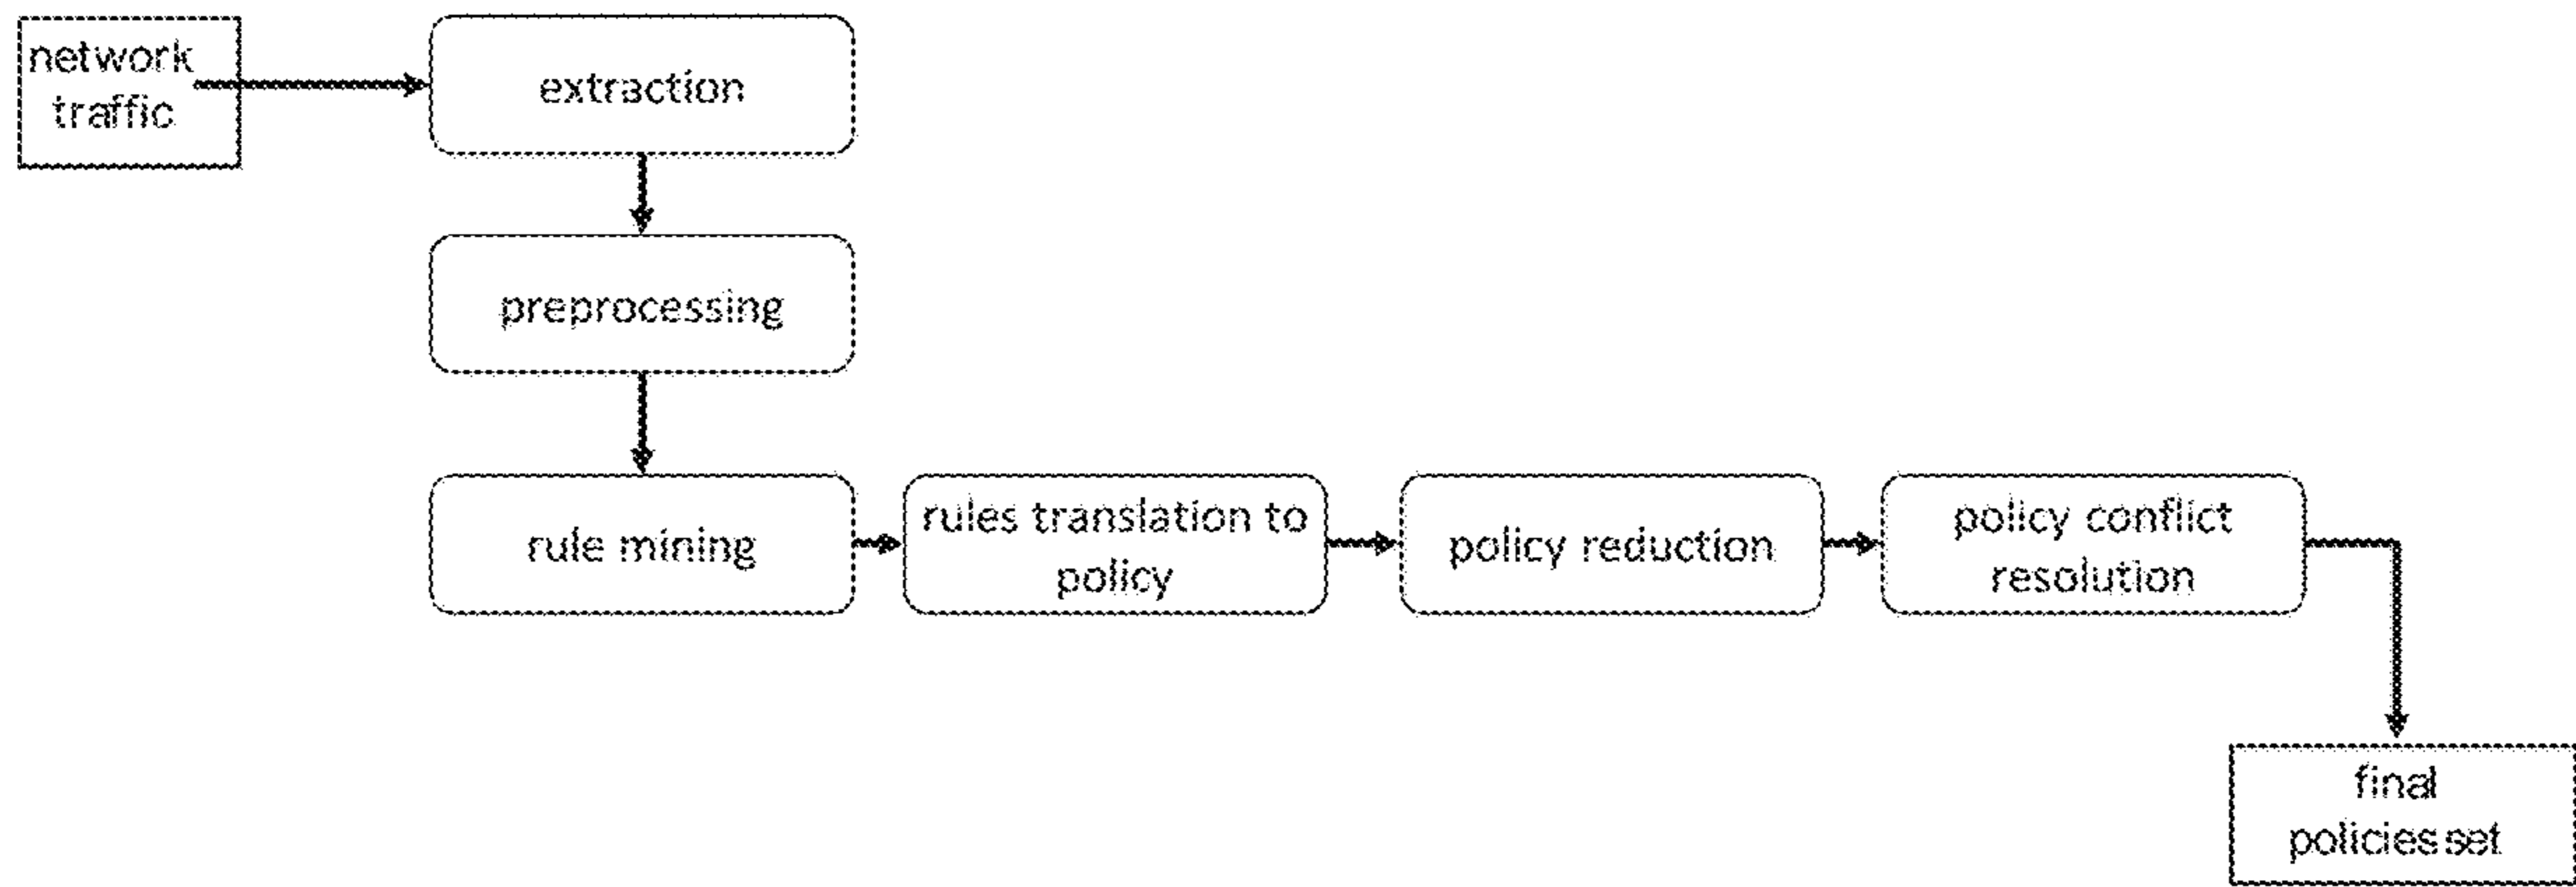 network
traffic
extraction
preprocessing
rule mining
rules translation to
policy
policy reduction
policy conflict
resolution
final
policies set